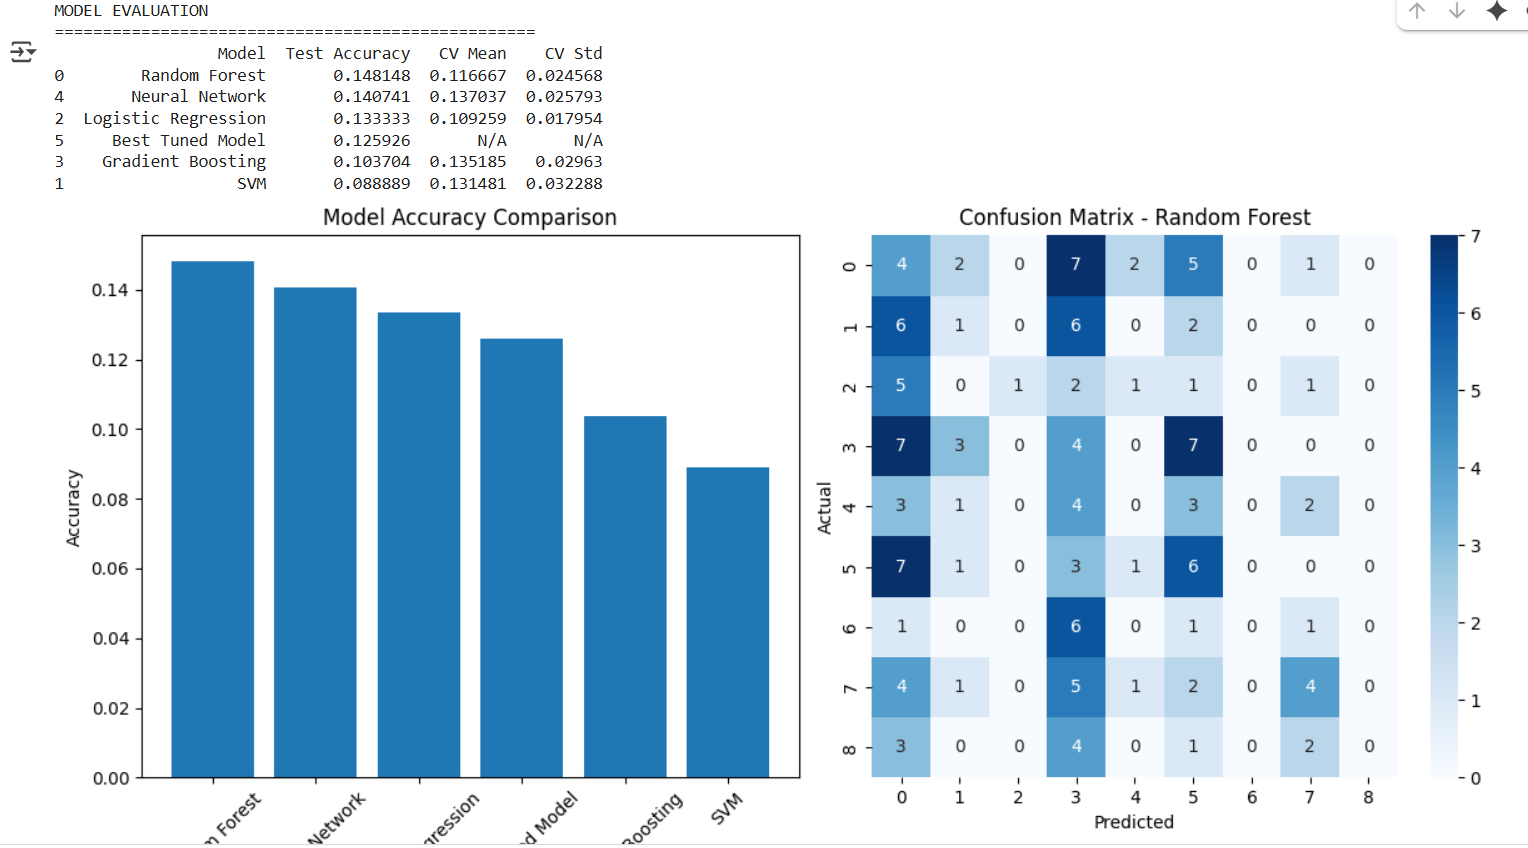 MODEL EVALUATION
==================================================
Model Test Accuracy CV Mean CV Std
0 Random Forest 0.148148 0.116667 0.024568
4 Neural Network 0.140741 0.137037 0.025793
2 Logistic Regression 0.133333 0.109259 0.017954
5 Best Tuned Model 0.125926 N/A N/A
3 Gradient Boosting 0.103704 0.135185 0.02963
1 SVM 0.088889 0.131481 0.032288
Model Accuracy Comparison
Accuracy
0.14
0.12
0.10
0.08
0.06
0.04
0.02
0.00
m Forest
Network
gression
d Model
Boosting
SVM
Confusion Matrix - Random Forest
Actual
0 4 2 0 7 2 5 0 1 0
1 6 1 0 6 0 2 0 0 0
2 5 0 1 2 1 1 0 1 0
3 7 3 0 4 0 7 0 0 0
4 3 1 0 4 0 3 0 2 0
5 7 1 0 3 1 6 0 0 0
6 1 0 0 6 0 1 0 1 0
7 4 1 0 5 1 2 0 4 0
8 3 0 0 4 0 1 0 2 0
0 1 2 3 4 5 6 7 8
Predicted
7
6
5
4
3
2
1
0